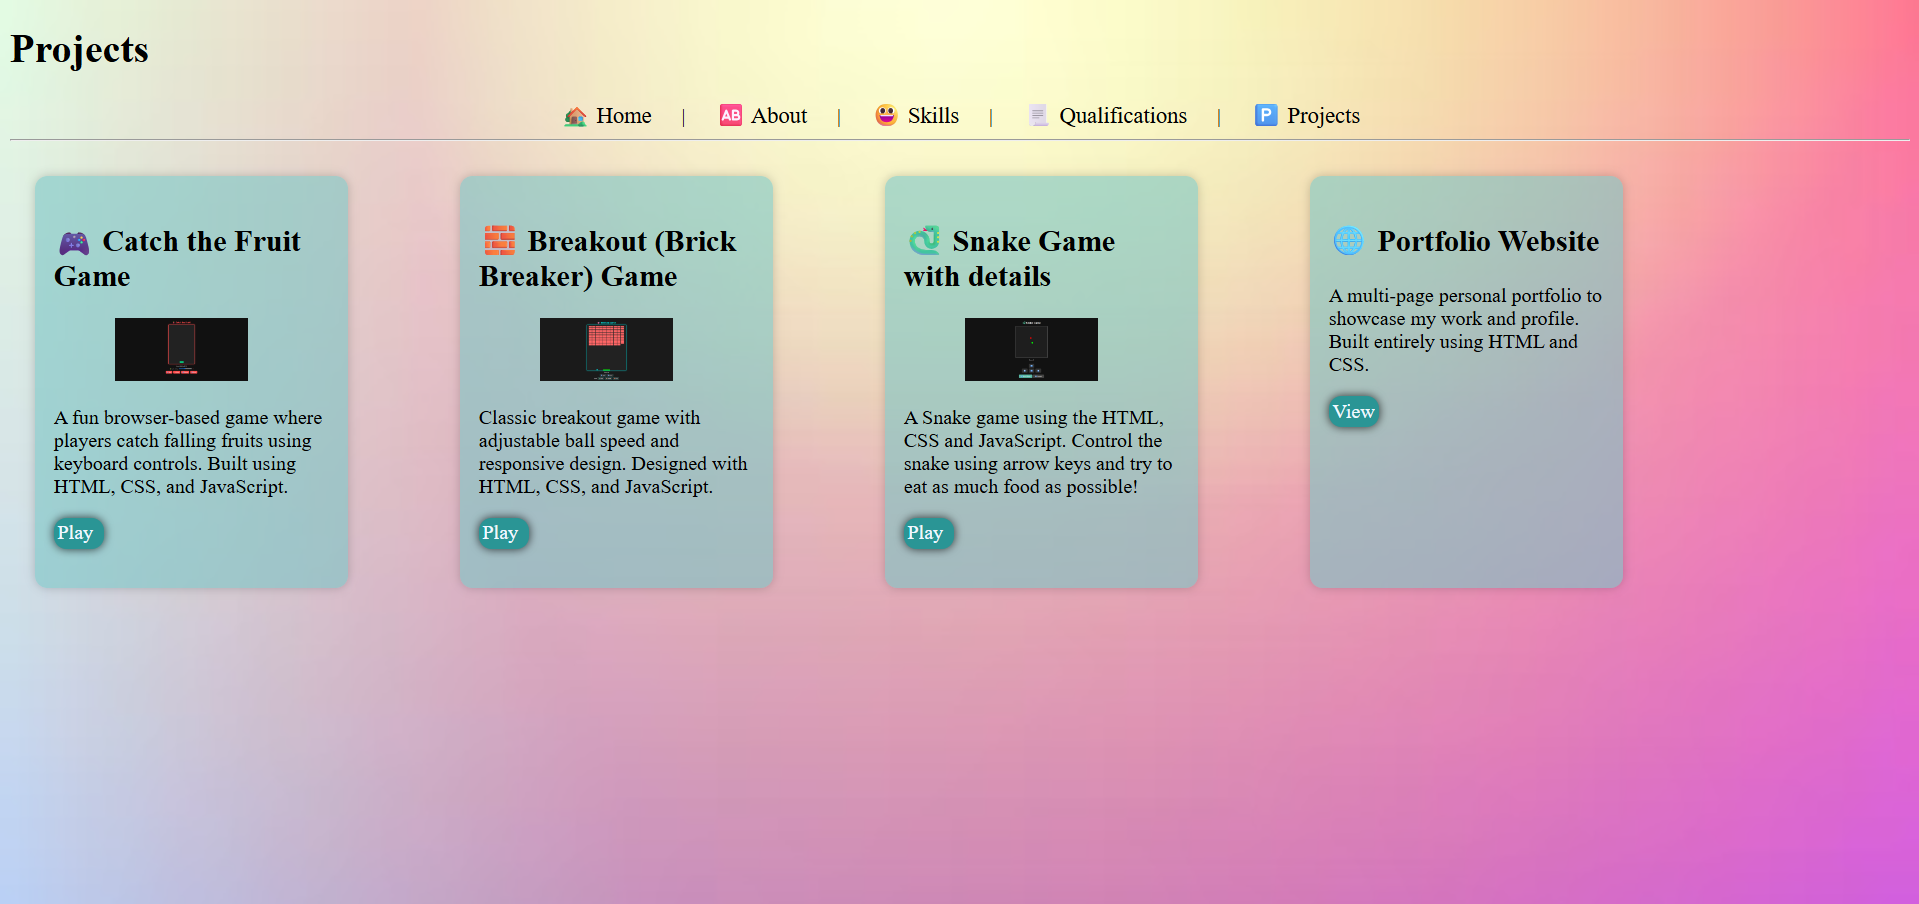 Projects
🏡 Home | 🆎 About | 😃 Skills | 📃 Qualifications | 🅿️ Projects
🎮 Catch the Fruit
Game
A fun browser-based game where
players catch falling fruits using
keyboard controls. Built using
HTML, CSS, and JavaScript.
Play
🧱 Breakout (Brick
Breaker) Game
Classic breakout game with
adjustable ball speed and
responsive design. Designed with
HTML, CSS, and JavaScript.
Play
🐍 Snake Game
with details
A Snake game using the HTML,
CSS and JavaScript. Control the
snake using arrow keys and try to
eat as much food as possible!
Play
🌐 Portfolio Website
A multi-page personal portfolio to
showcase my work and profile.
Built entirely using HTML and
CSS.
View